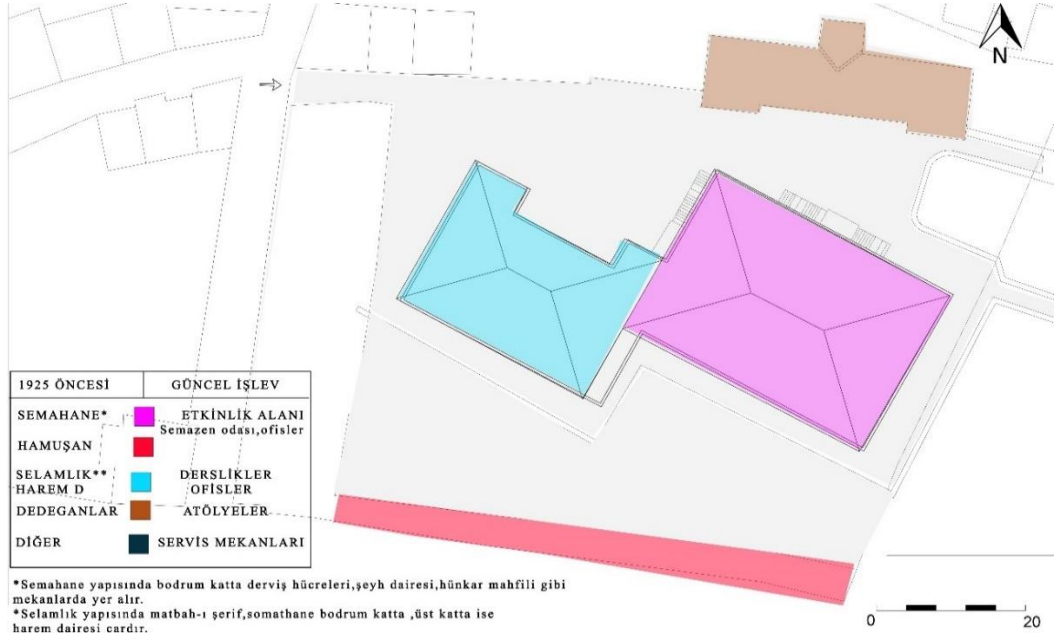 N
1925 ÖNCESİ GÜNCEL İŞLEV
SEMAHANE* ETKİNLİK ALANI
Semazen odası,ofisler
HAMUŞAN
SELAMLIK** DERSLİKLER
HAREM D OFİSLER
DEDEGANLAR ATÖLYELER
DİĞER SERVİS MEKANLARI
*Semahane yapısında bodrum katta derviş hücreleri,şeyh dairesi,hünkar mahfili gibi
mekanlarda yer alır.
*Selamlık yapısında matbah-ı şerif,somathane bodrum katta ,üst katta ise
harem dairesi cardır.
0 20